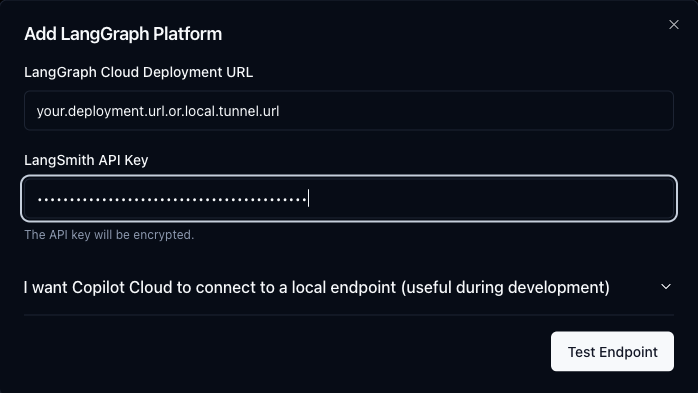 Add LangGraph Platform
LangGraph Cloud Deployment URL
your.deployment.url.or.local.tunnel.url
LangSmith API Key
••••••••••••••••••••••••••••••••••••••••••
The API key will be encrypted.
I want Copilot Cloud to connect to a local endpoint (useful during development)
Test Endpoint